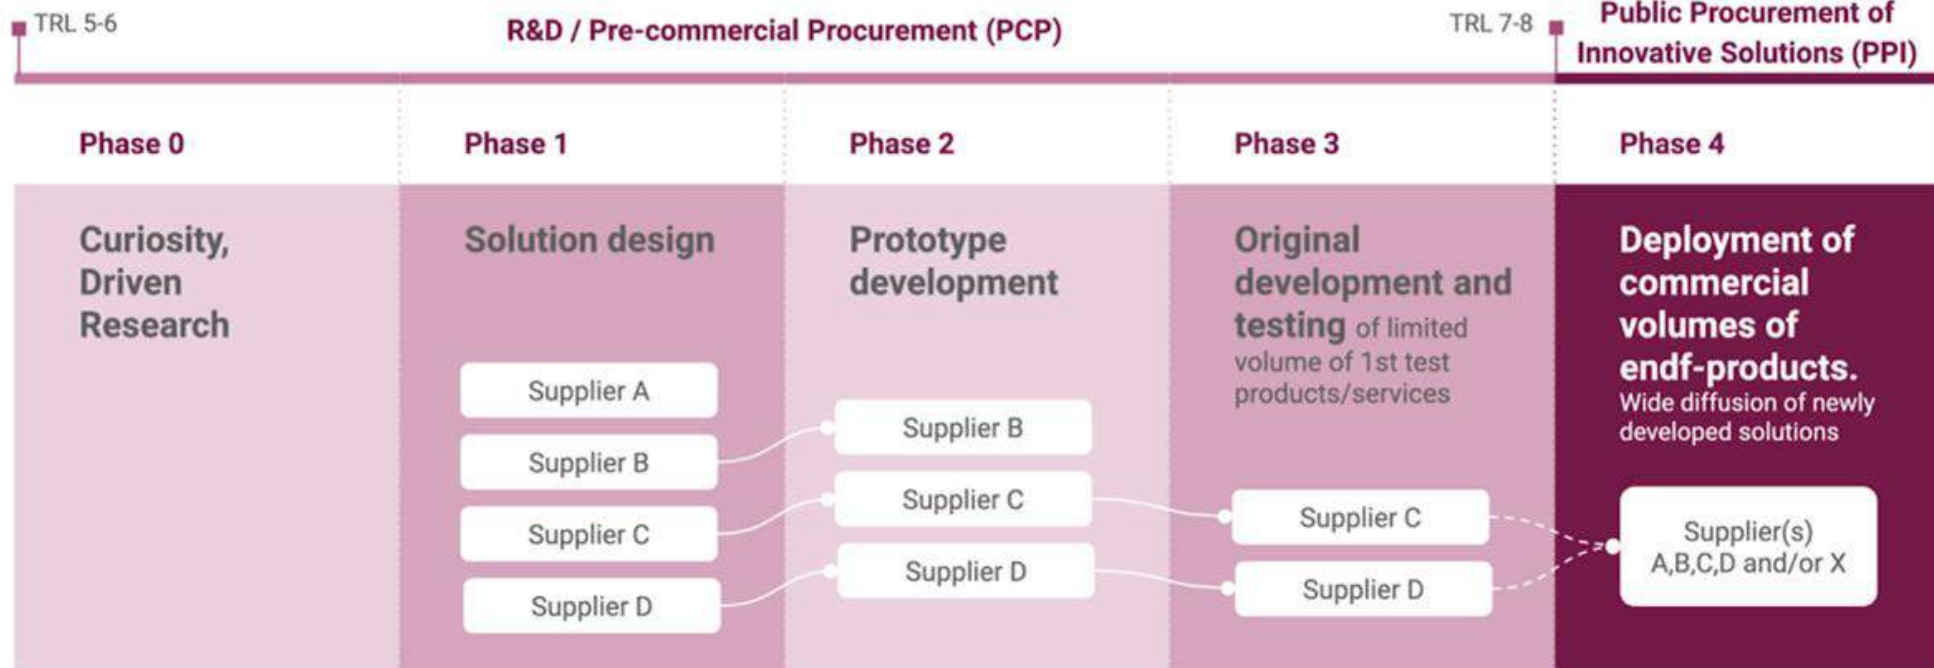 TRL 5-6
R&D / Pre-commercial Procurement (PCP)
TRL 7-8
Public Procurement of
Innovative Solutions (PPI)
Phase 0
Phase 1
Phase 2
Phase 3
Phase 4
Curiosity,
Driven
Research
Solution design
Supplier A
Supplier B
Supplier C
Supplier D
Prototype
development
Supplier B
Supplier C
Supplier D
Original
development and
testing of limited
volume of 1st test
products/services
Supplier C
Supplier D
Deployment of
commercial
volumes of
endf-products.
Wide diffusion of newly
developed solutions
Supplier(s)
A,B,C,D and/or X